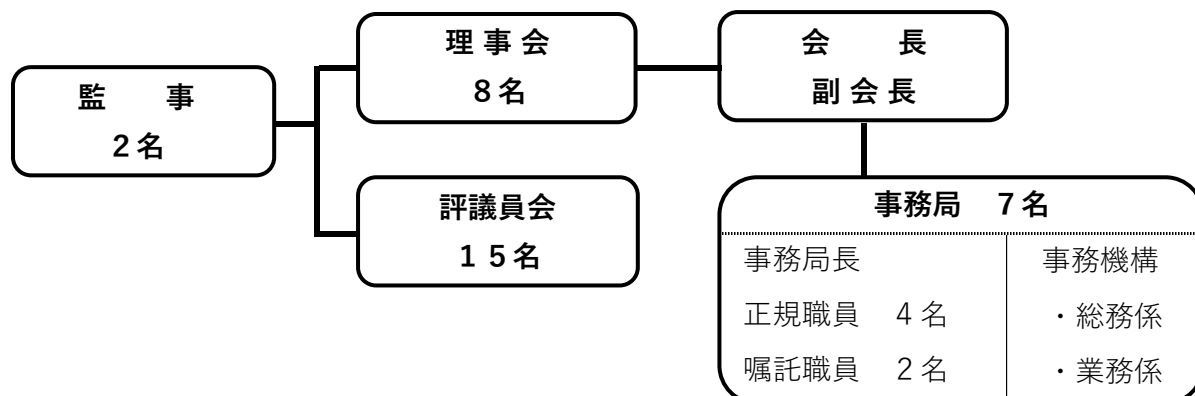 監　　事
２名
理 事 会
８名
評議員会
１５名
会　　長
副 会 長
事務局　７名
事務局長
正規職員　４名
嘱託職員　２名
事務機構
・総務係
・業務係